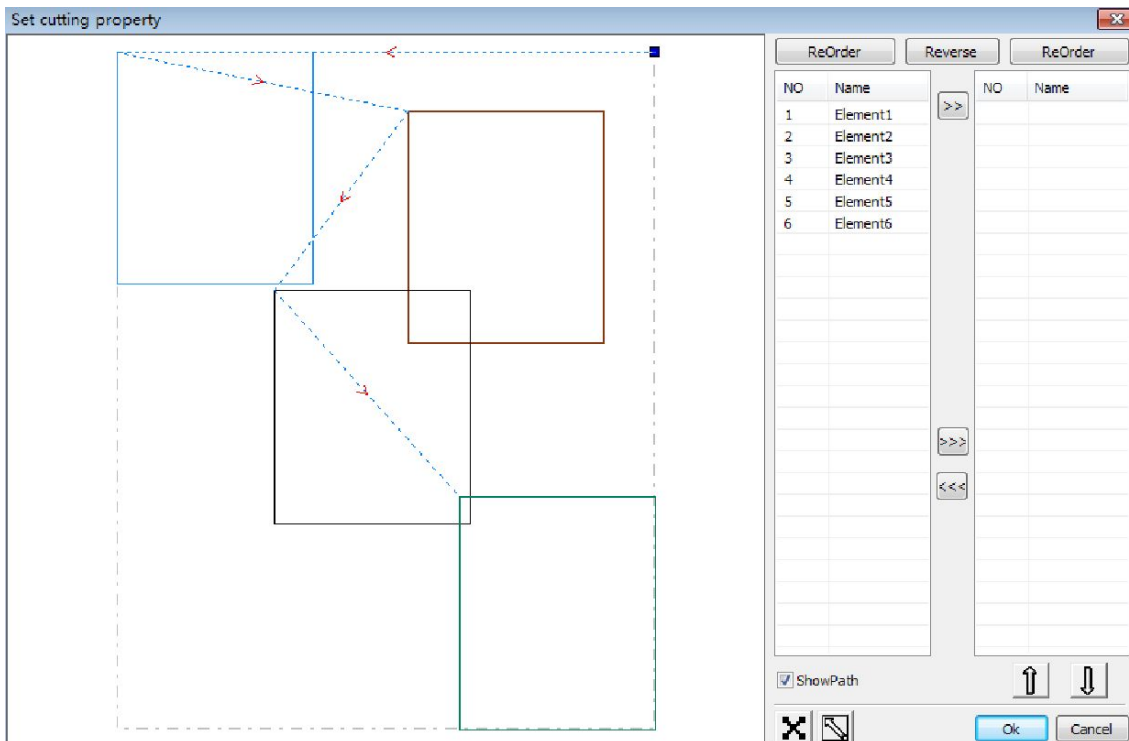 Set cutting property
ReOrder Reverse ReOrder
NO Name >> NO Name
1 Element1
2 Element2
3 Element3
4 Element4
5 Element5
6 Element6
>>>
<<<
ShowPath
Ok Cancel